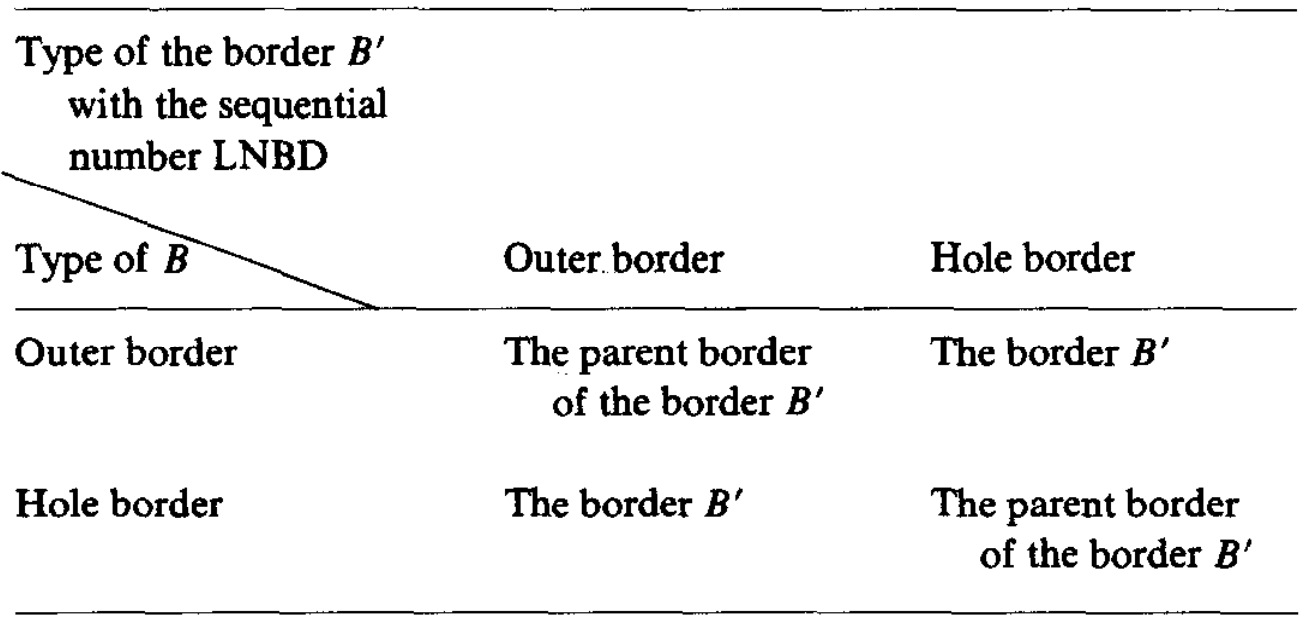 Type of the border B′
with the sequential
number LNBD
Type of B Outer border Hole border
Outer border The parent border The border B′
of the border B′
Hole border The border B′ The parent border
of the border B′